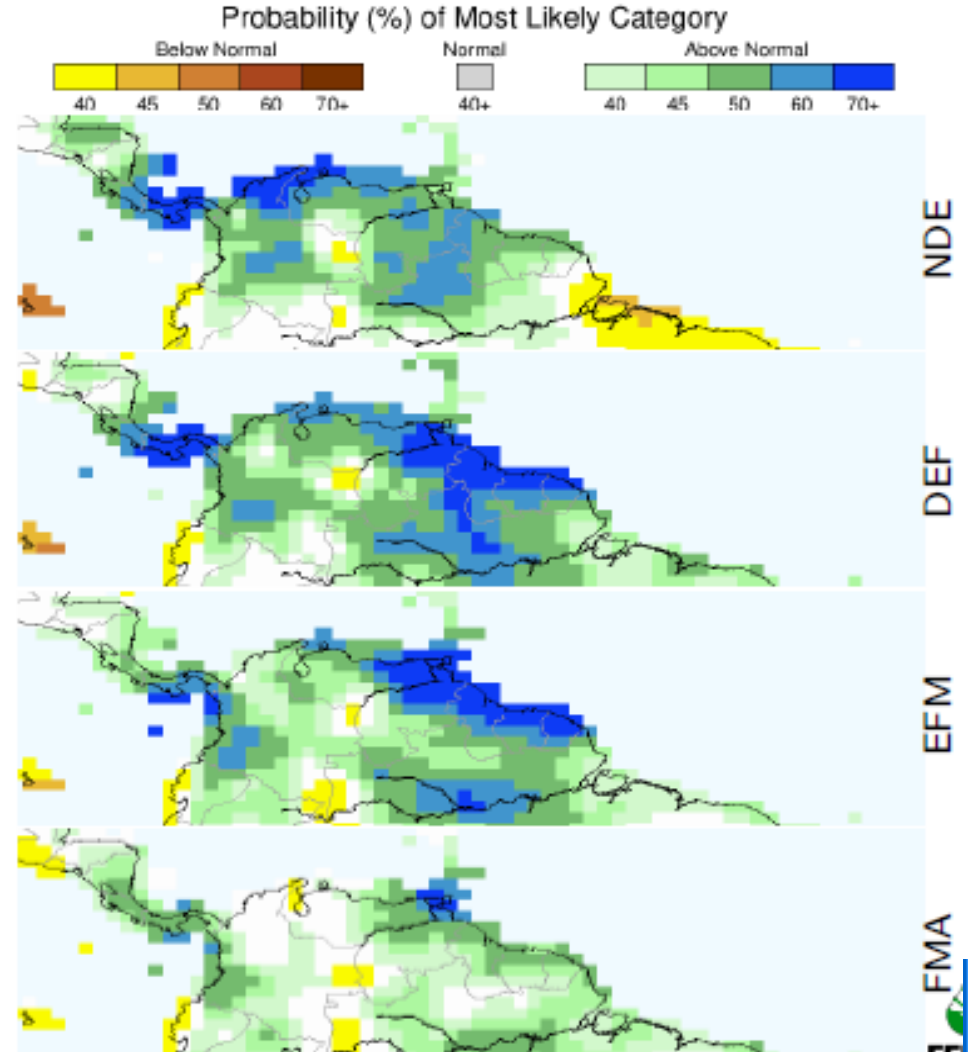 Probability (%) of Most Likely Category
Below Normal Normal Above Normal
40 45 50 60 70+ 40+ 40 45 50 60 70+
NDE
DEF
EFM
FMA